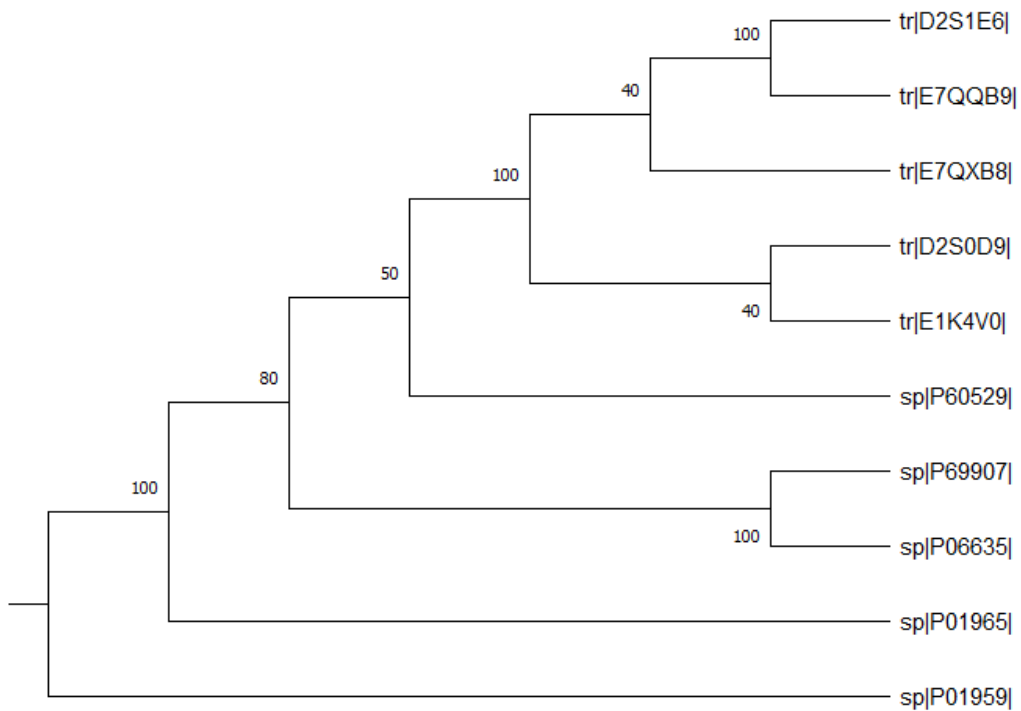 tr|D2S1E6|
100
tr|E7QQB9|
40
tr|E7QXB8|
100
tr|D2S0D9|
50
40
tr|E1K4V0|
80
sp|P60529|
100
sp|P69907|
100
sp|P06635|
sp|P01965|
sp|P01959|